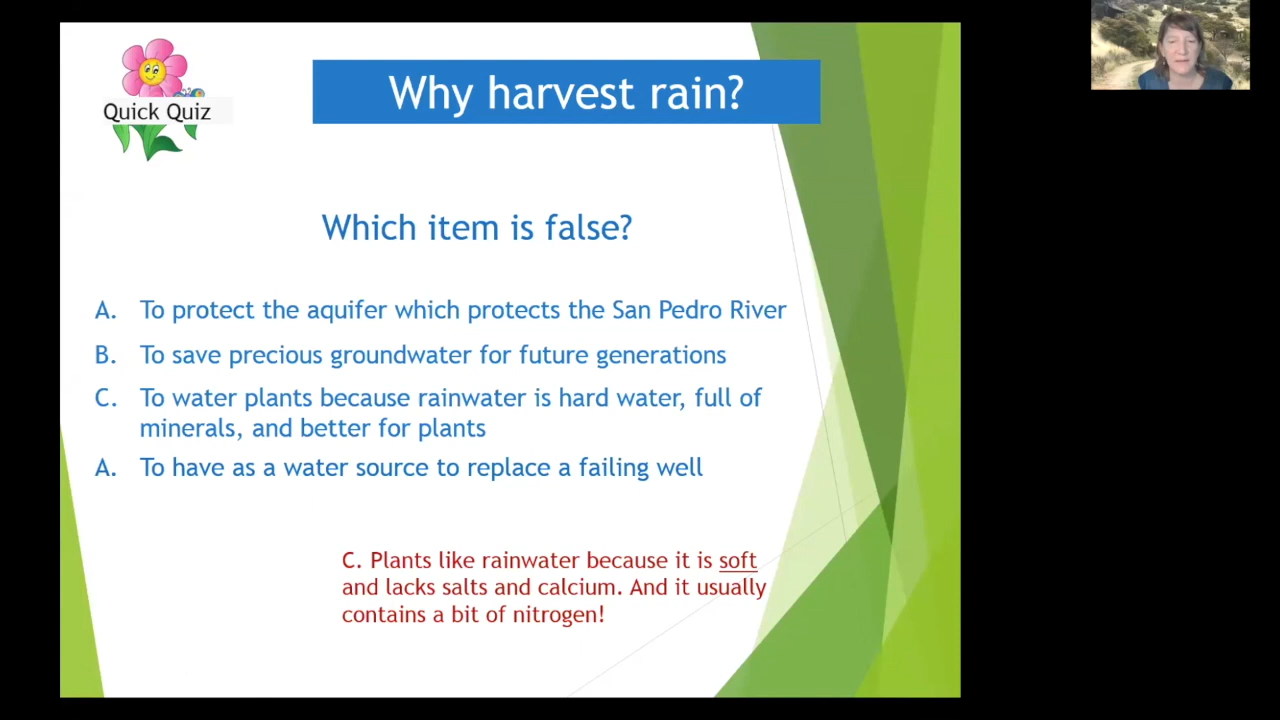 Quick Quiz
Why harvest rain?
Which item is false?
A. To protect the aquifer which protects the San Pedro River
B. To save precious groundwater for future generations
C. To water plants because rainwater is hard water, full of
minerals, and better for plants
A. To have as a water source to replace a failing well
C. Plants like rainwater because it is soft
and lacks salts and calcium. And it usually
contains a bit of nitrogen!